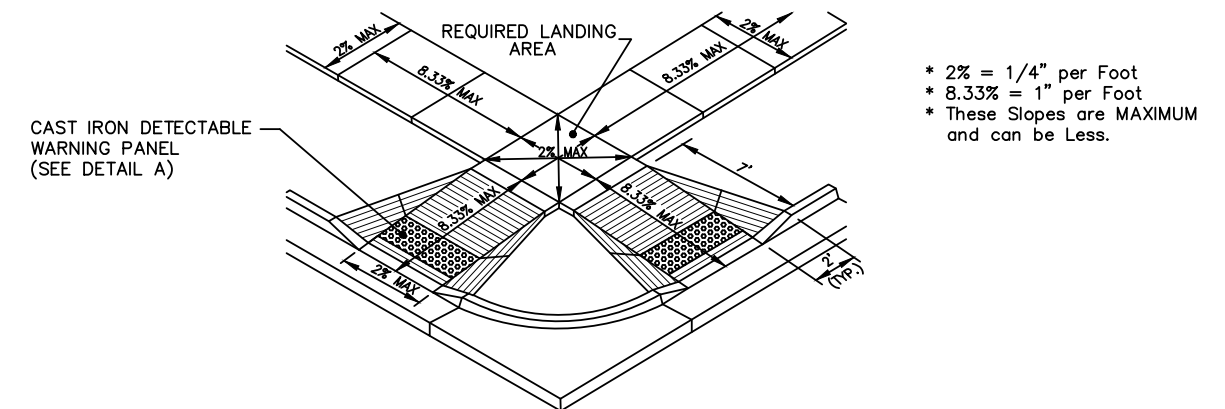 2% MAX
REQUIRED LANDING
AREA
2% MAX
8.33% MAX
8.33% MAX
* 2% = 1/4" per Foot
* 8.33% = 1" per Foot
* These Slopes are MAXIMUM
and can be Less.
CAST IRON DETECTABLE
WARNING PANEL
(SEE DETAIL A)
2% MAX
7'
8.33% MAX
8.33% MAX
2% MAX
2'
(TYP.)